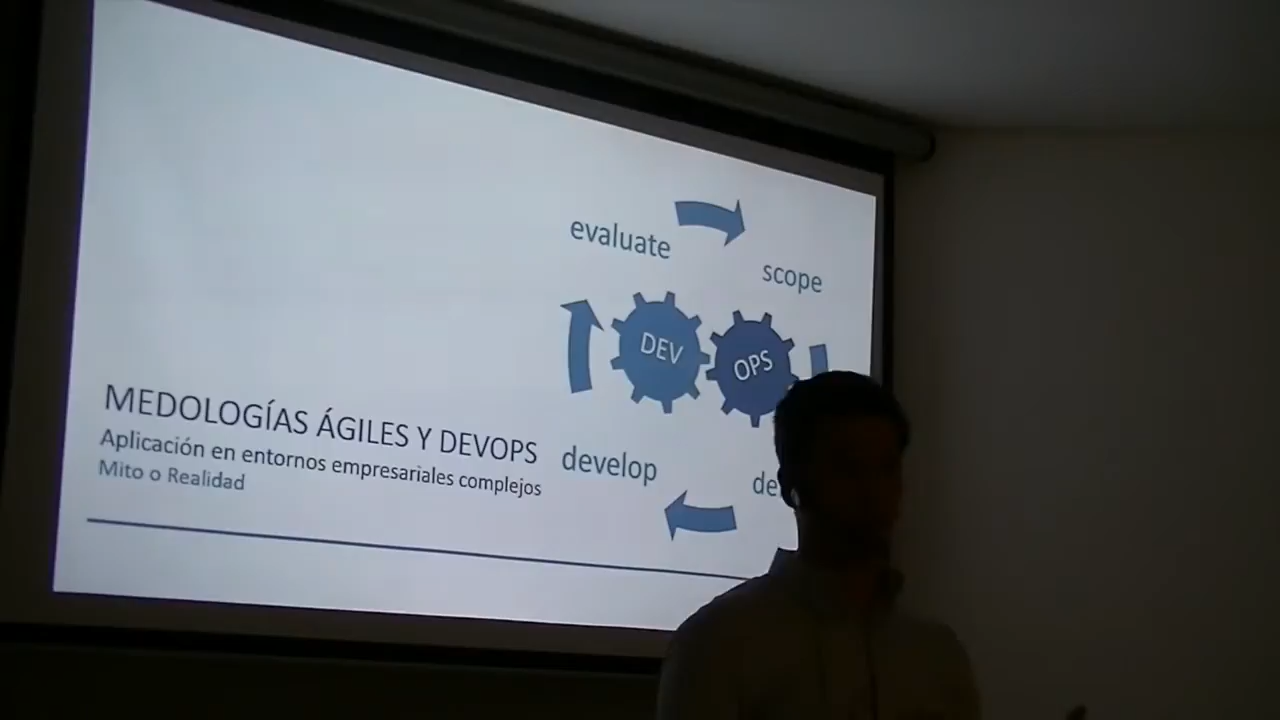 evaluate
scope
DEV
OPS
MEDOLOGÍAS ÁGILES Y DEVOPS
Aplicación en entornos empresariales complejos
Mito o Realidad
develop